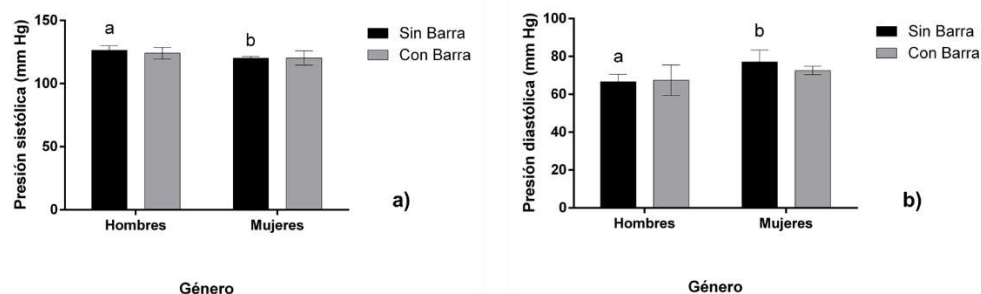 Presión sistólica (mm Hg)
150
100
50
0
a
b
Hombres
Mujeres
Género
Sin Barra
Con Barra
a)
Presión diastólica (mm Hg)
100
80
60
40
20
0
a
b
Hombres
Mujeres
Género
Sin Barra
Con Barra
b)